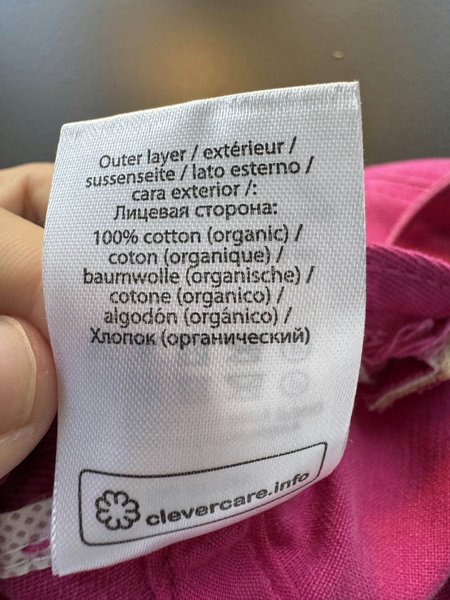 Outer layer / extérieur /
sussenseite / lato esterno /
cara exterior /:
Лицевая сторона:
100% cotton (organic) /
coton (organique) /
baumwolle (organische) /
cotone (organico) /
algodón (orgánico) /
Хлопок (органический)
clevercare.info